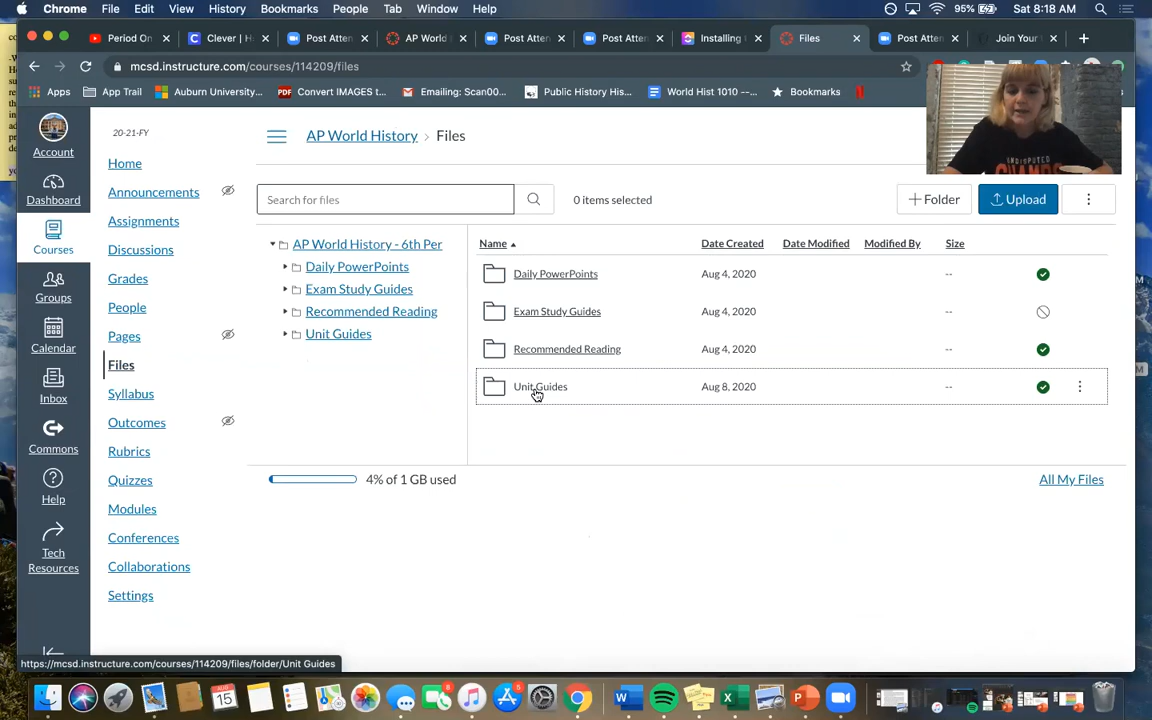 Chrome File Edit View History Bookmarks People Tab Window Help 95% Sat 8:18 AM
Period On Clever | H Post Atten AP World Post Atten Post Atten Installing Files Post Atten Join Your
mcsd.instructure.com/courses/114209/files
Apps App Trail Auburn University... PDF Convert IMAGES t... Emailing: Scan00... Public History His... World Hist 1010 --... Bookmarks
Account
Dashboard
Courses
Groups
Calendar
Inbox
Commons
Help
Tech
Resources
20-21-FY
Home
Announcements
Assignments
Discussions
Grades
People
Pages
Files
Syllabus
Outcomes
Rubrics
Quizzes
Modules
Conferences
Collaborations
Settings
AP World History › Files
Search for files
0 items selected
+ Folder
Upload
AP World History - 6th Per
Daily PowerPoints
Exam Study Guides
Recommended Reading
Unit Guides
Name Date Created Date Modified Modified By Size
Daily PowerPoints Aug 4, 2020 --
Exam Study Guides Aug 4, 2020 --
Recommended Reading Aug 4, 2020 --
Unit Guides Aug 8, 2020 --
4% of 1 GB used
All My Files
UNDISPUTED
https://mcsd.instructure.com/courses/114209/files/folder/Unit Guides
AUG
15